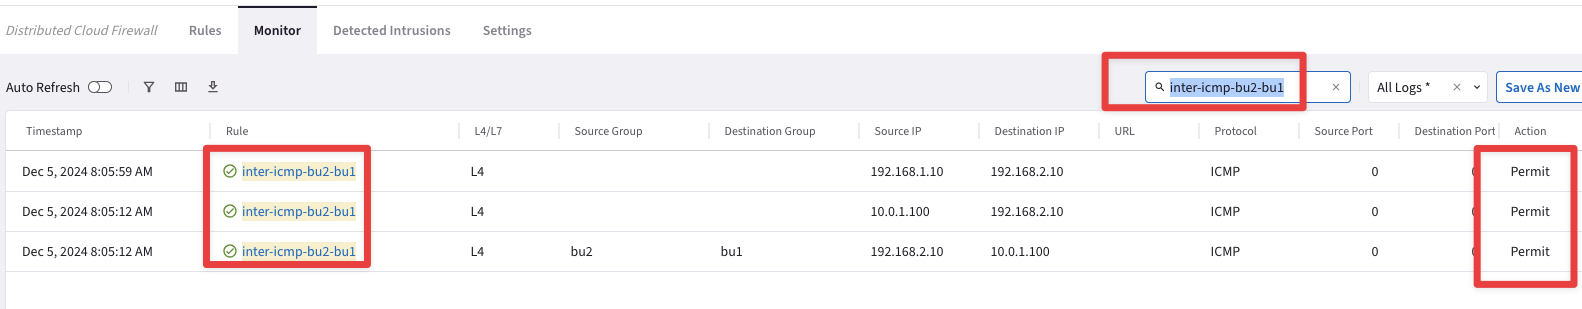 Distributed Cloud Firewall Rules Monitor Detected Intrusions Settings
Auto Refresh inter-icmp-bu2-bu1 All Logs * Save As New
Timestamp Rule L4/L7 Source Group Destination Group Source IP Destination IP URL Protocol Source Port Destination Port Action
Dec 5, 2024 8:05:59 AM inter-icmp-bu2-bu1 L4 192.168.1.10 192.168.2.10 ICMP 0 0 Permit
Dec 5, 2024 8:05:12 AM inter-icmp-bu2-bu1 L4 10.0.1.100 192.168.2.10 ICMP 0 0 Permit
Dec 5, 2024 8:05:12 AM inter-icmp-bu2-bu1 L4 bu2 bu1 192.168.2.10 10.0.1.100 ICMP 0 0 Permit